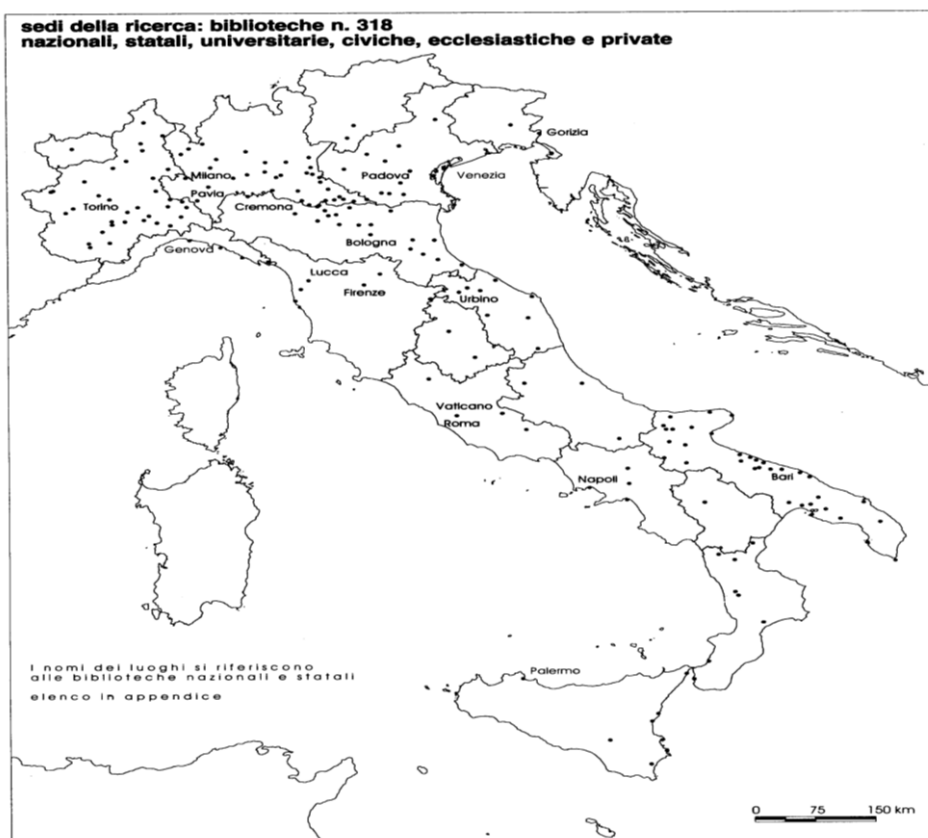 sedi della ricerca: biblioteche n. 318
nazionali, statali, universitarie, civiche, ecclesiastiche e private
Gorizia
Milano
Padova
Venezia
Pavia
Torino
Cremona
Bologna
Genova
Lucca
Firenze
Urbino
Vaticano
Roma
Napoli
Bari
I nomi dei luoghi si riferiscono
alle biblioteche nazionali e statali
elenco in appendice
Palermo
0 75 150 km